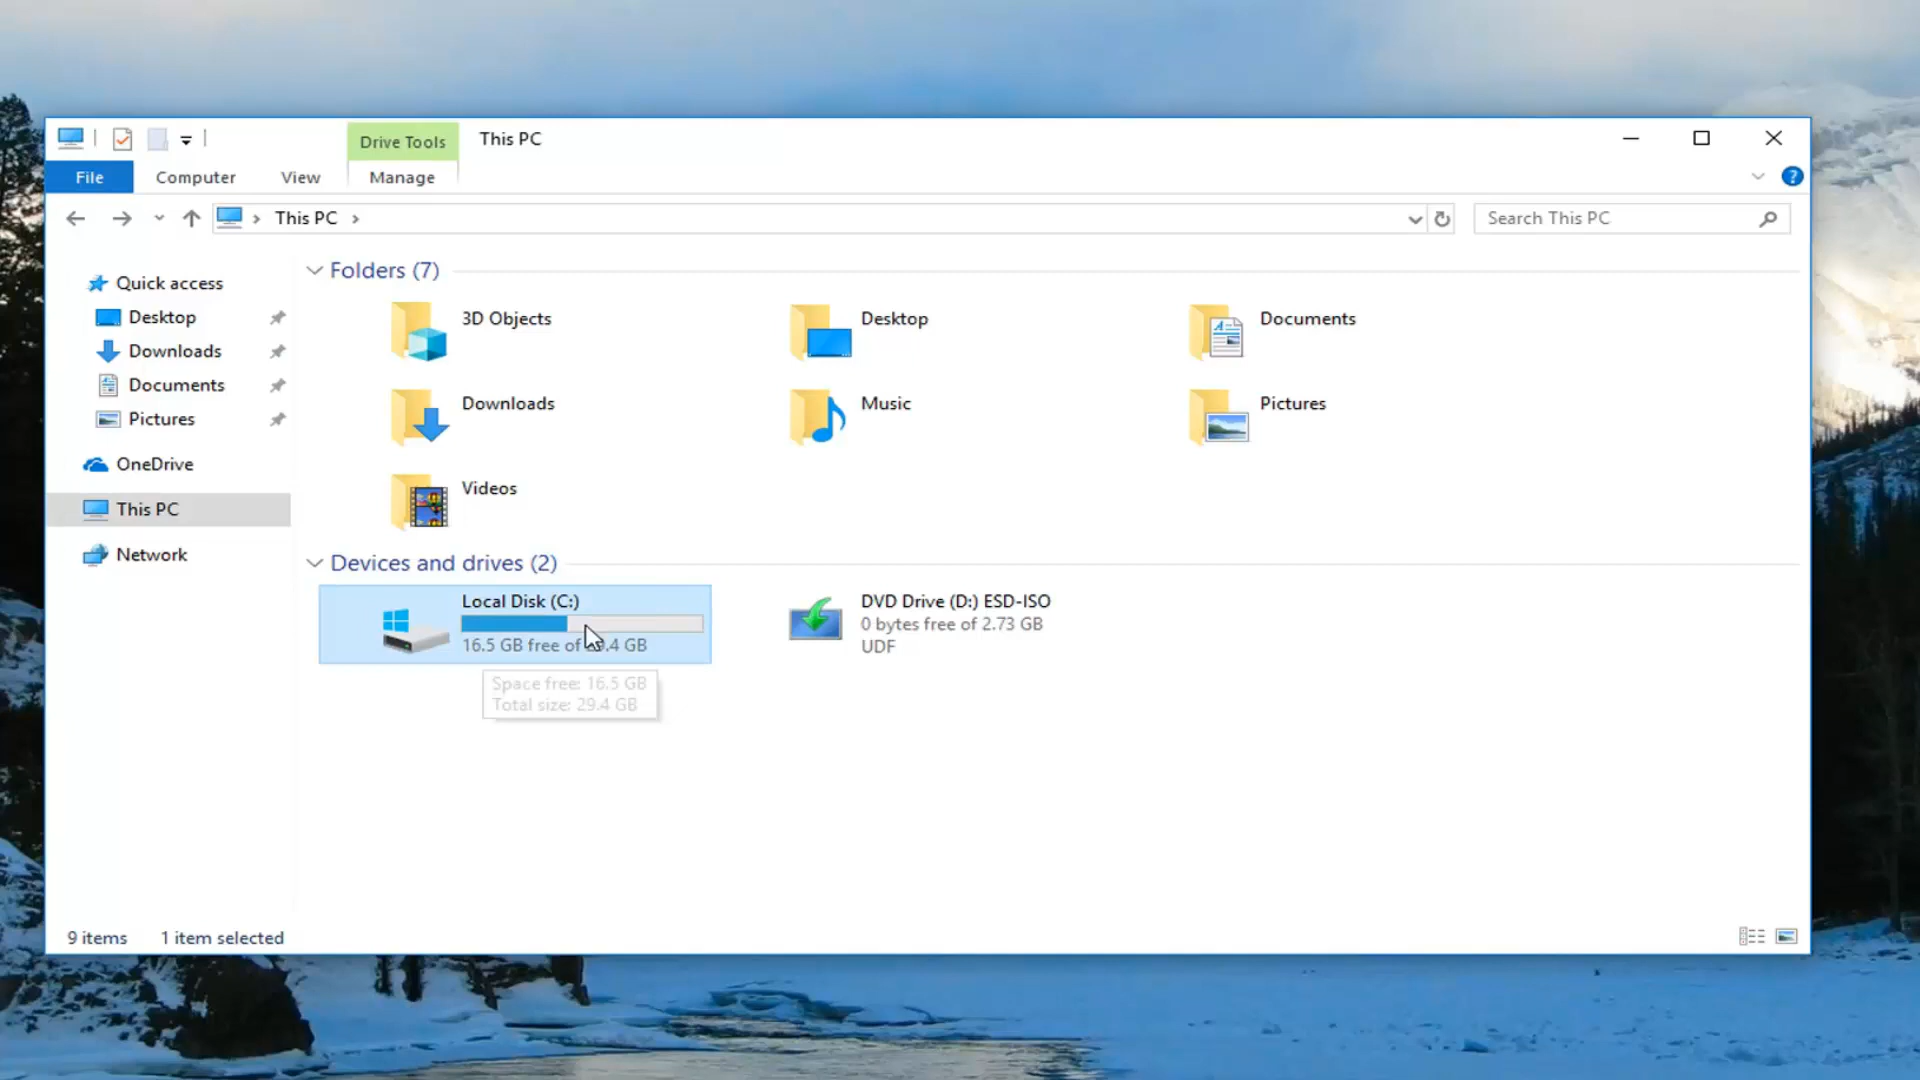 Drive Tools
This PC
File
Computer
View
Manage
This PC
Search This PC
Quick access
Desktop
Downloads
Documents
Pictures
OneDrive
This PC
Network
Folders (7)
3D Objects
Desktop
Documents
Downloads
Music
Pictures
Videos
Devices and drives (2)
Local Disk (C:)
16.5 GB free of 29.4 GB
Space free: 16.5 GB
Total size: 29.4 GB
DVD Drive (D:) ESD-ISO
0 bytes free of 2.73 GB
UDF
9 items
1 item selected